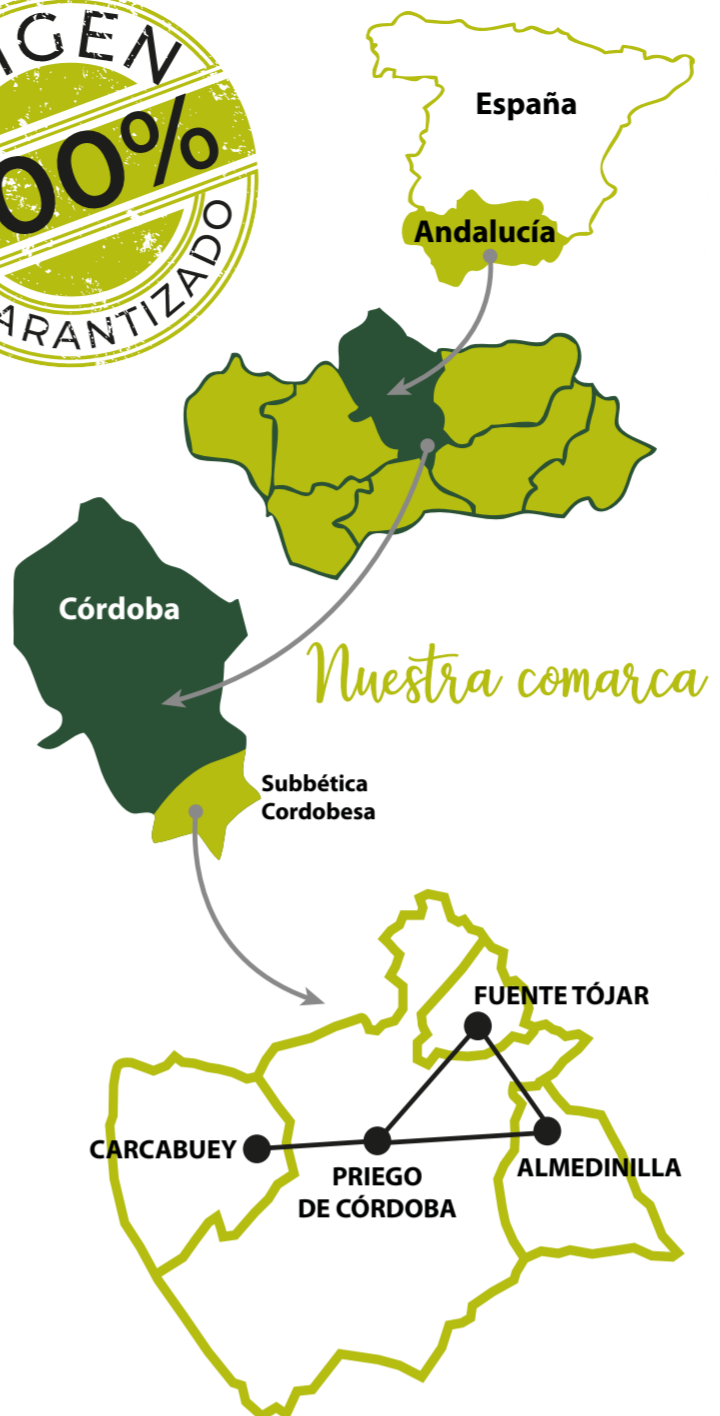 IGEN
00%
ARANTIZADO
España
Andalucía
Córdoba
Nuestra comarca
Subbética
Cordobesa
FUENTE TÓJAR
CARCABUEY
PRIEGO
DE CÓRDOBA
ALMEDINILLA